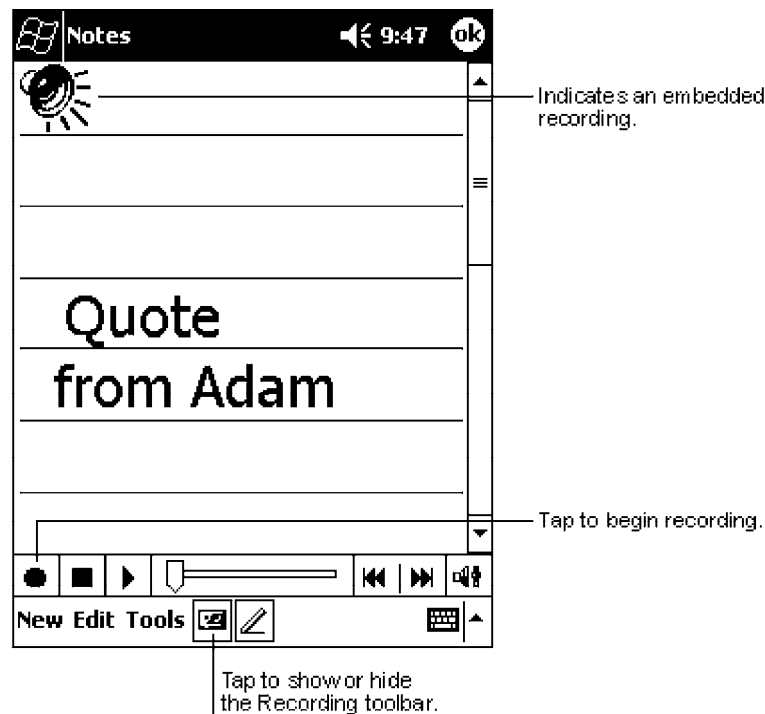 Notes 9:47 ok
Indicates an embedded
recording.
Quote
from Adam
Tap to begin recording.
New Edit Tools
Tap to show or hide
the Recording toolbar.